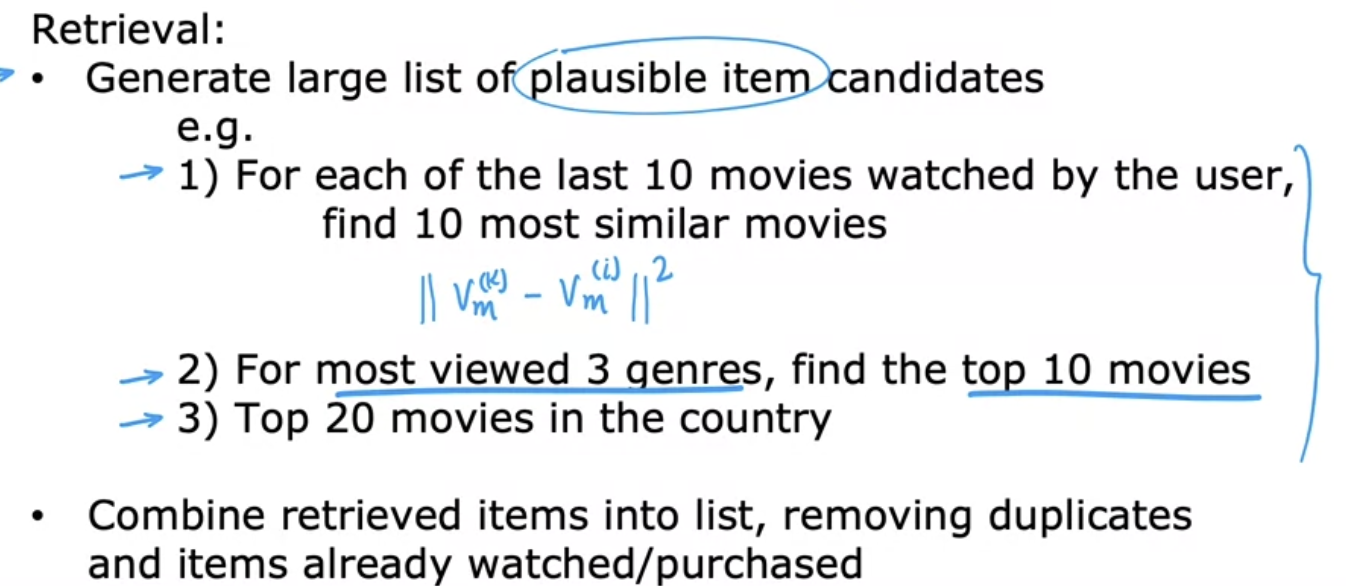 Retrieval:
• Generate large list of plausible item candidates
e.g.
→ 1) For each of the last 10 movies watched by the user,
find 10 most similar movies
|| Vm^(k) - Vm^(i) ||^2
→ 2) For most viewed 3 genres, find the top 10 movies
→ 3) Top 20 movies in the country
• Combine retrieved items into list, removing duplicates
and items already watched/purchased